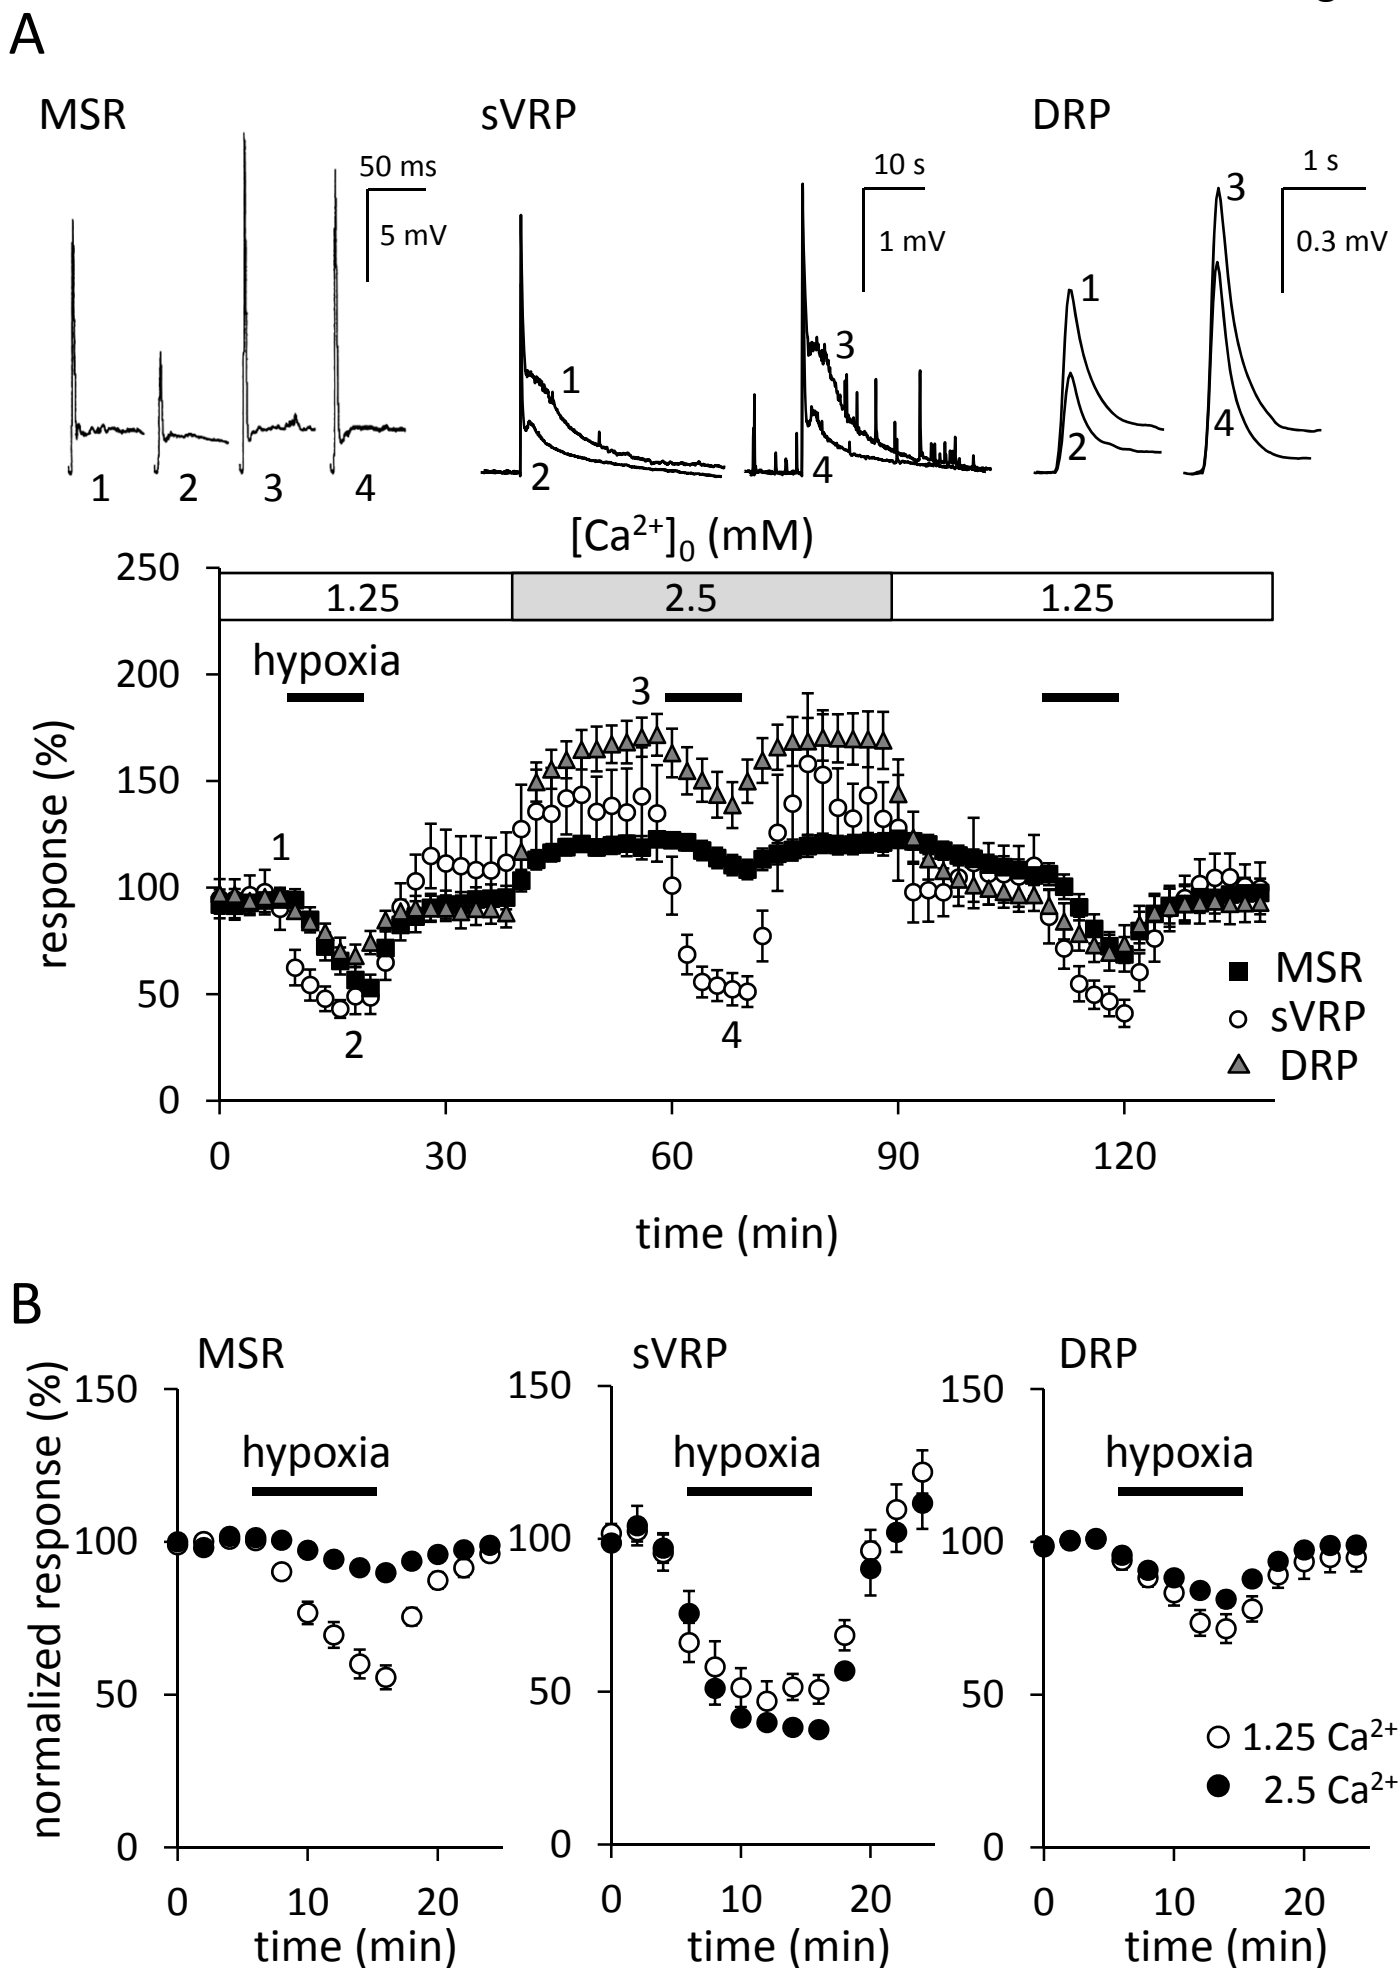 A
MSR
sVRP
DRP
50 ms
5 mV
10 s
1 mV
1 s
0.3 mV
1
2
3
4
1
2
3
4
1
2
3
4
[Ca2+]0 (mM)
1.25
2.5
1.25
hypoxia
response (%)
250
200
150
100
50
0
1
2
3
4
MSR
sVRP
DRP
0
30
60
90
120
time (min)
B
normalized response (%)
MSR
150
100
50
0
hypoxia
0
10
20
time (min)
sVRP
150
100
50
0
hypoxia
0
10
20
time (min)
DRP
150
100
50
0
hypoxia
1.25 Ca2+
2.5 Ca2+
0
10
20
time (min)